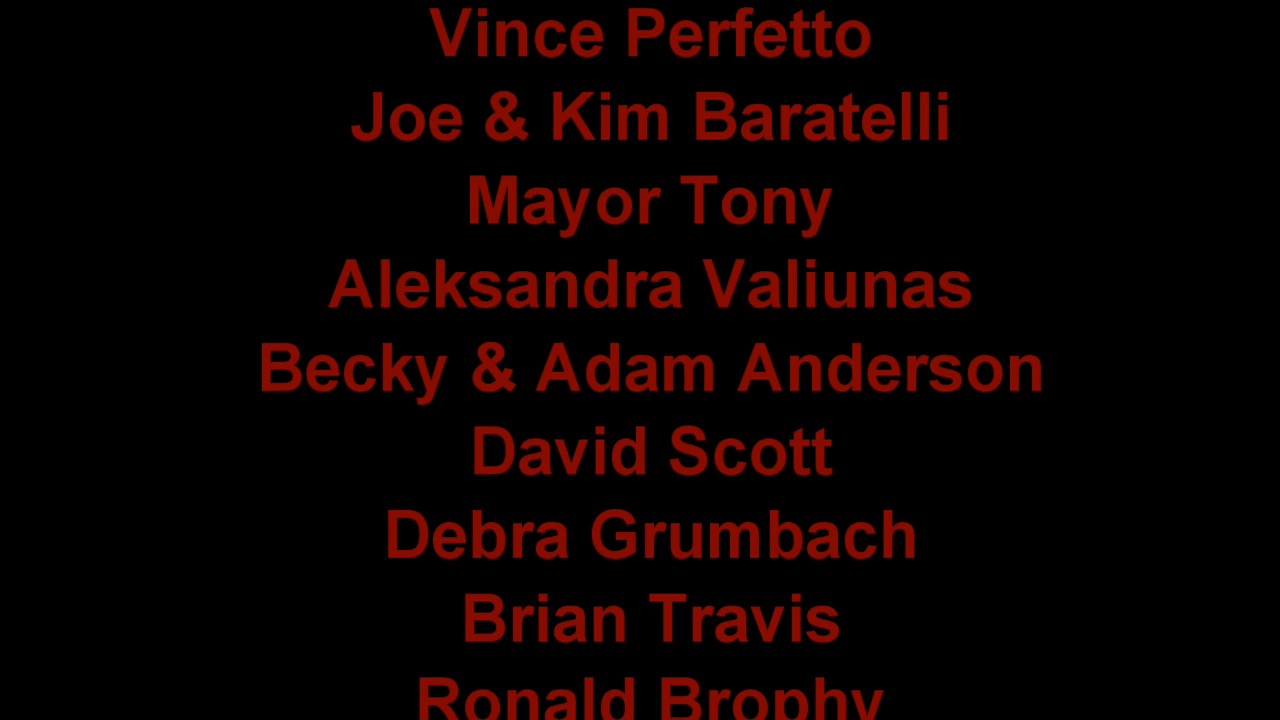 Vince Perfetto
Joe & Kim Baratelli
Mayor Tony
Aleksandra Valiunas
Becky & Adam Anderson
David Scott
Debra Grumbach
Brian Travis
Ronald Brophy